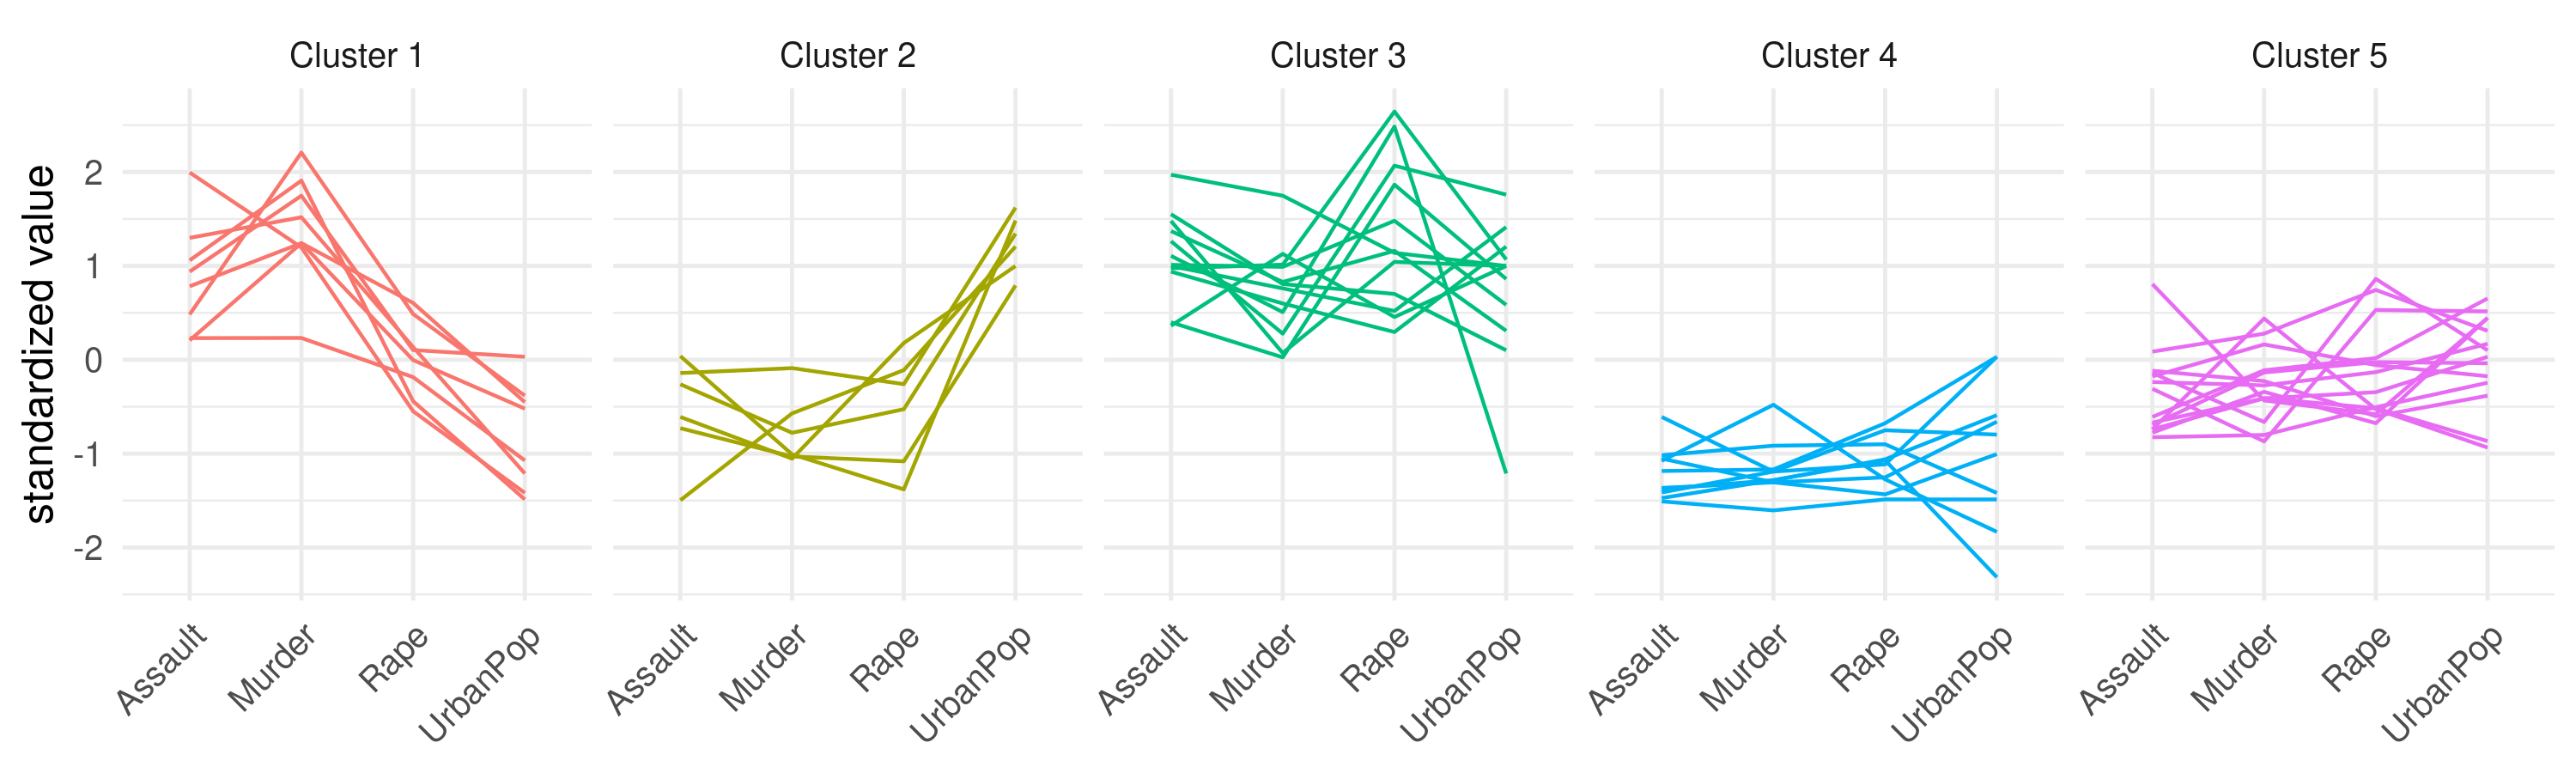 Cluster 1 Cluster 2 Cluster 3 Cluster 4 Cluster 5
standardized value
2
1
0
-1
-2
Assault Murder Rape UrbanPop Assault Murder Rape UrbanPop Assault Murder Rape UrbanPop Assault Murder Rape UrbanPop Assault Murder Rape UrbanPop